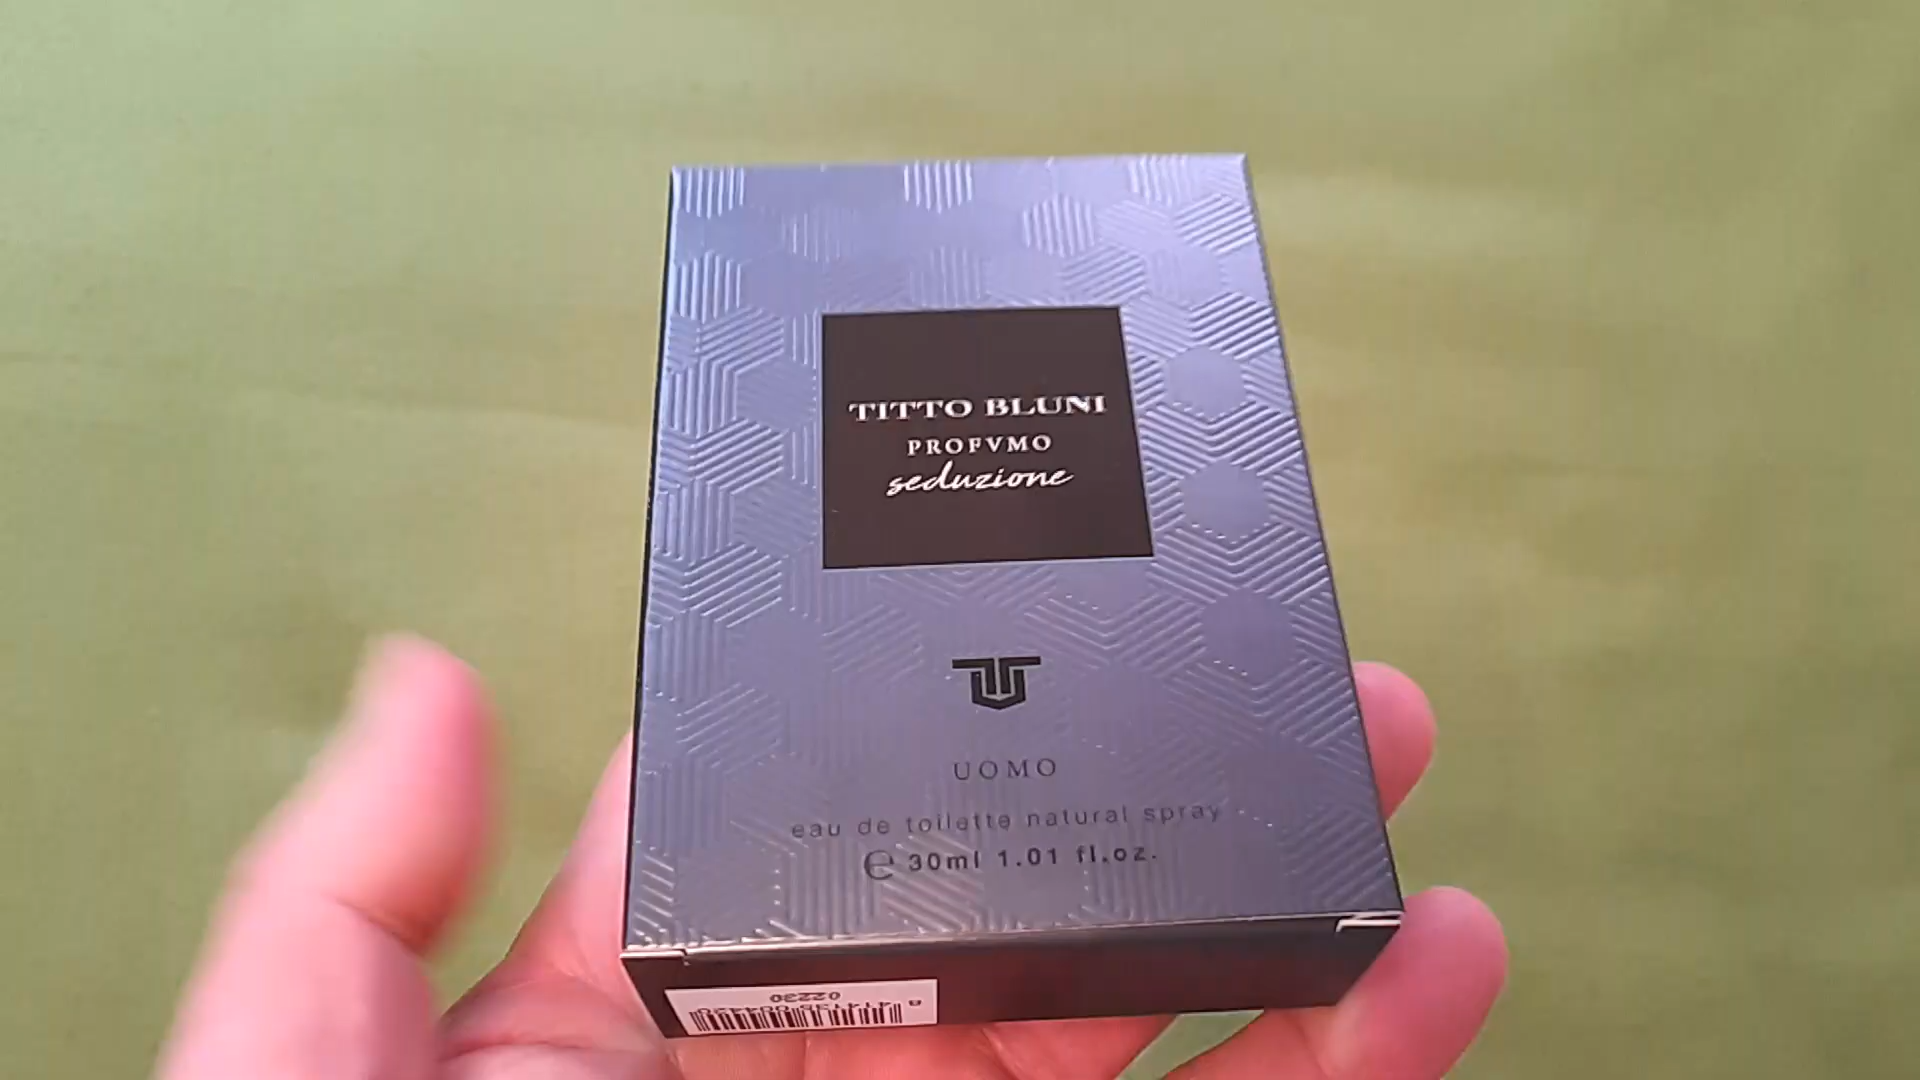 TITTO BLUNI
PROFVMO
seduzione
UOMO
eau de toilette natural spray
℮ 30ml 1.01 fl.oz.
02230